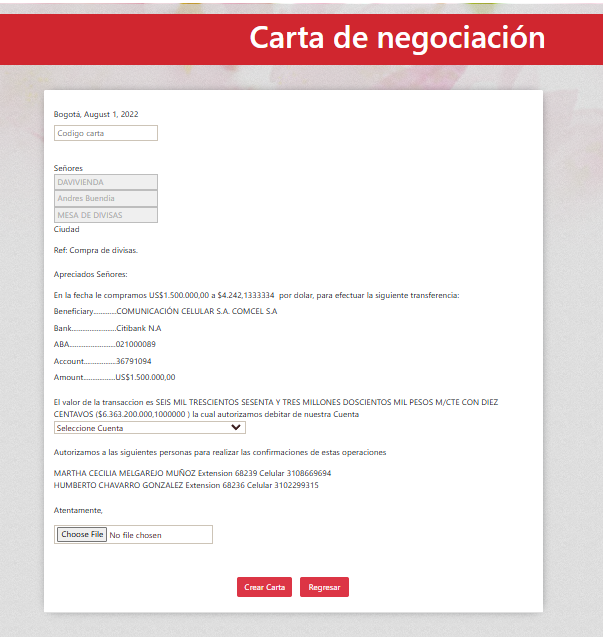 Carta de negociación
Bogotá, August 1, 2022
Codigo carta
Señores
DAVIVIENDA
Andres Buendia
MESA DE DIVISAS
Ciudad
Ref: Compra de divisas.
Apreciados Señores:
En la fecha le compramos US$1.500.000,00 a $4.242,1333334 por dolar, para efectuar la siguiente transferencia:
Beneficiary...........COMUNICACIÓN CELULAR S.A. COMCEL S.A
Bank......................Citibank N.A
ABA.......................021000089
Account................36791094
Amount................US$1.500.000,00
El valor de la transaccion es SEIS MIL TRESCIENTOS SESENTA Y TRES MILLONES DOSCIENTOS MIL PESOS M/CTE CON DIEZ
CENTAVOS ($6.363.200.000,1000000 ) la cual autorizamos debitar de nuestra Cuenta
Seleccione Cuenta
Autorizamos a las siguientes personas para realizar las confirmaciones de estas operaciones
MARTHA CECILIA MELGAREJO MUÑOZ Extension 68239 Celular 3108669694
HUMBERTO CHAVARRO GONZALEZ Extension 68236 Celular 3102299315
Atentamente,
Choose File No file chosen
Crear Carta Regresar